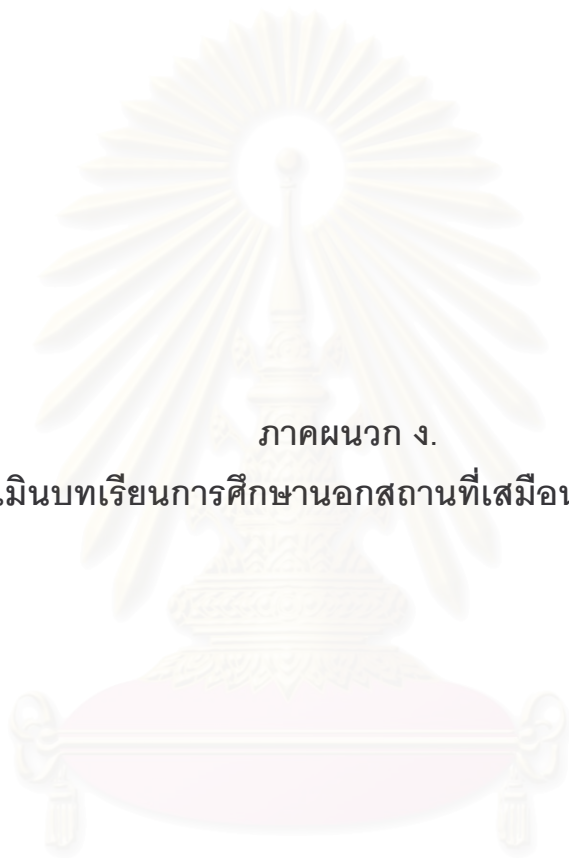 ภาคผนวก ง.
เมินบทเรียนการศึกษานอกสถานที่เสมือน